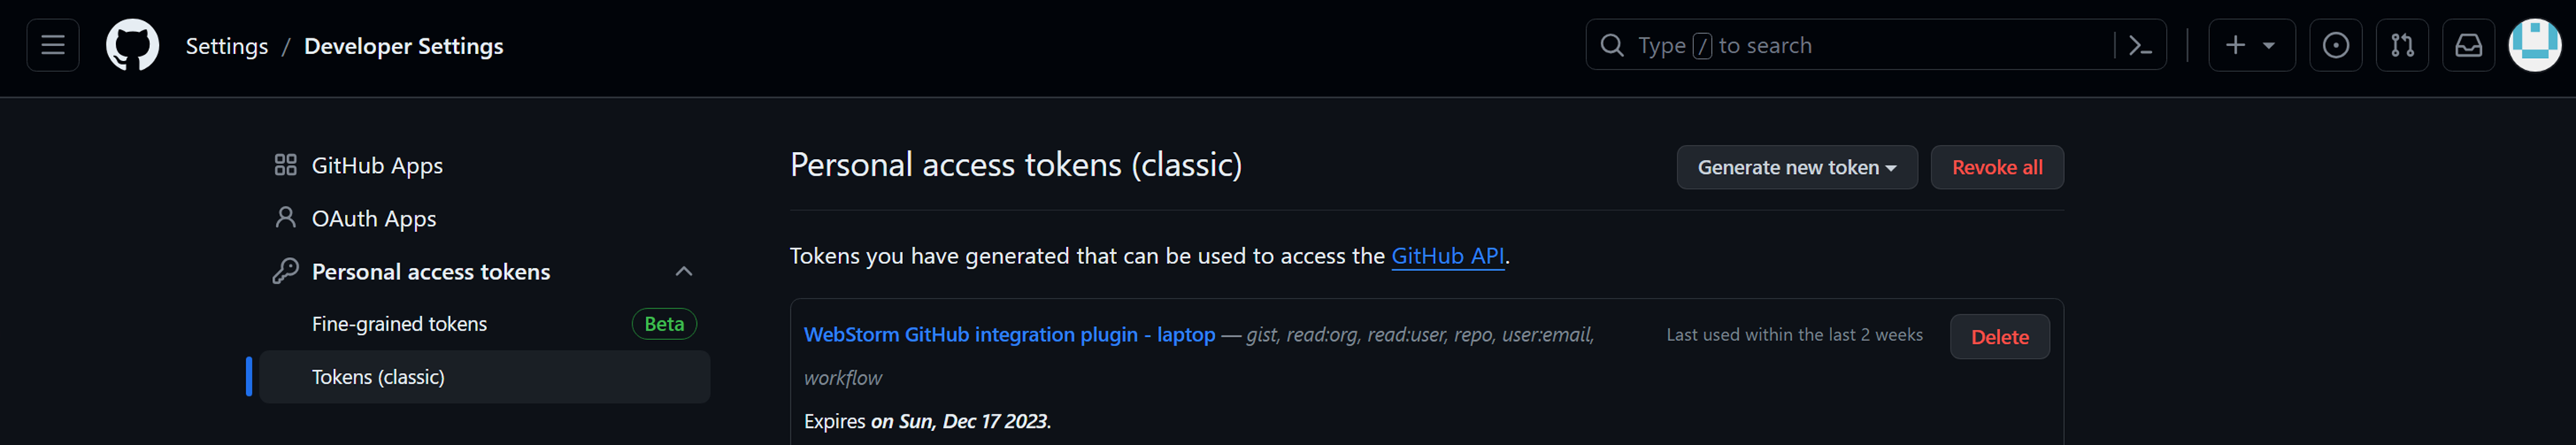 Settings / Developer Settings
Type / to search
GitHub Apps
OAuth Apps
Personal access tokens
Fine-grained tokens Beta
Tokens (classic)
Personal access tokens (classic)
Generate new token
Revoke all
Tokens you have generated that can be used to access the GitHub API.
WebStorm GitHub integration plugin - laptop — gist, read:org, read:user, repo, user:email,
workflow
Last used within the last 2 weeks
Delete
Expires on Sun, Dec 17 2023.